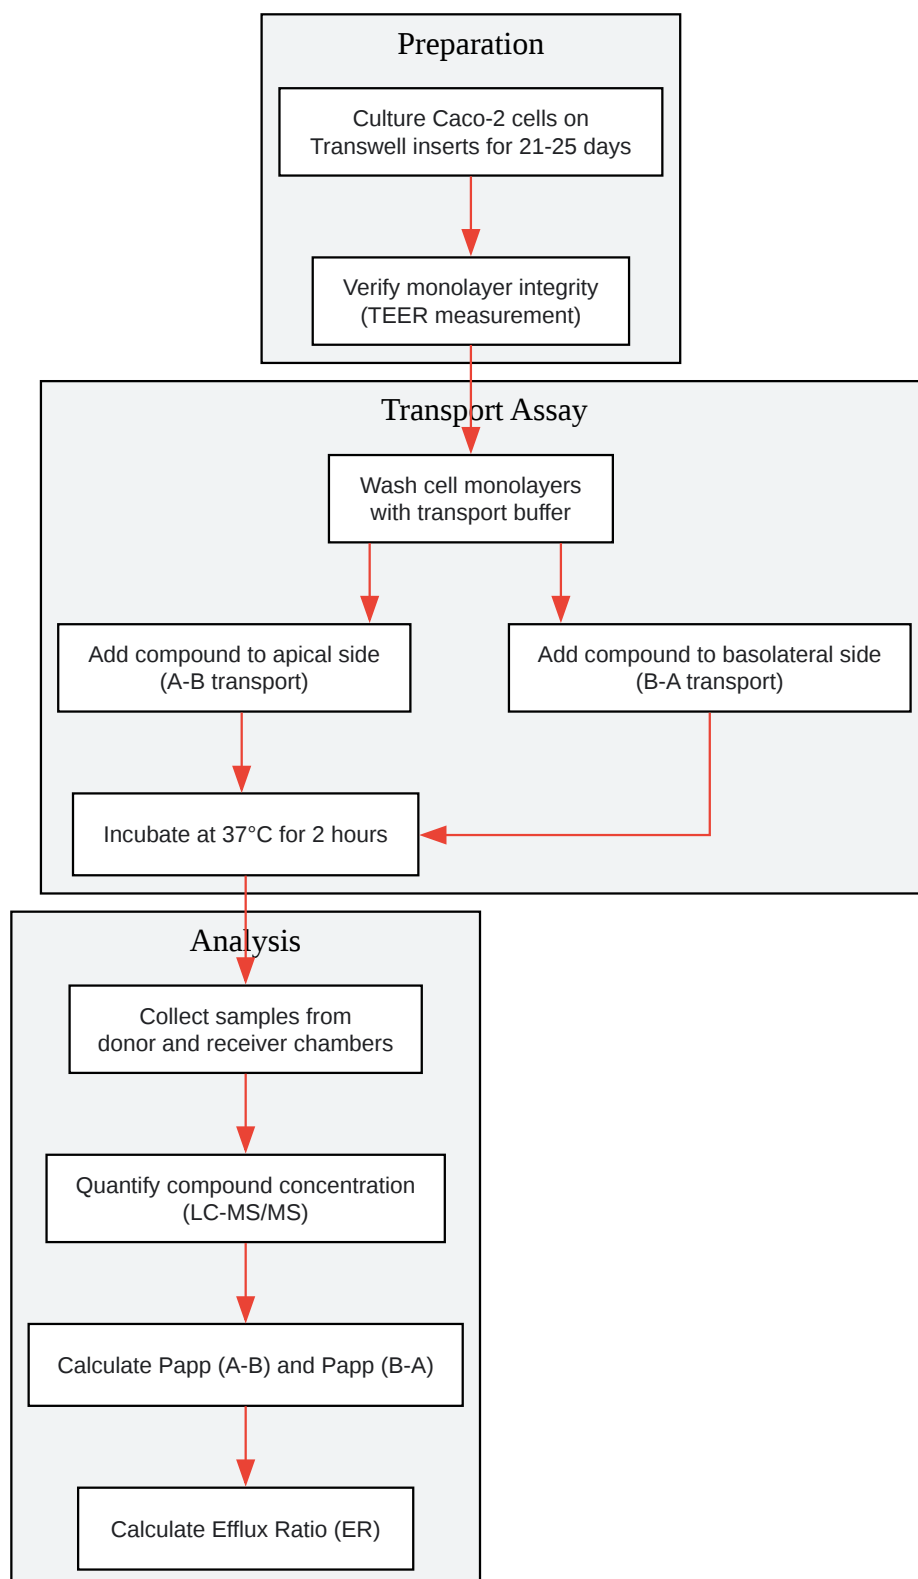 Preparation
Culture Caco-2 cells on
Transwell inserts for 21-25 days
Verify monolayer integrity
(TEER measurement)
Transport Assay
Wash cell monolayers
with transport buffer
Add compound to apical side
(A-B transport)
Add compound to basolateral side
(B-A transport)
Incubate at 37°C for 2 hours
Analysis
Collect samples from
donor and receiver chambers
Quantify compound concentration
(LC-MS/MS)
Calculate Papp (A-B) and Papp (B-A)
Calculate Efflux Ratio (ER)